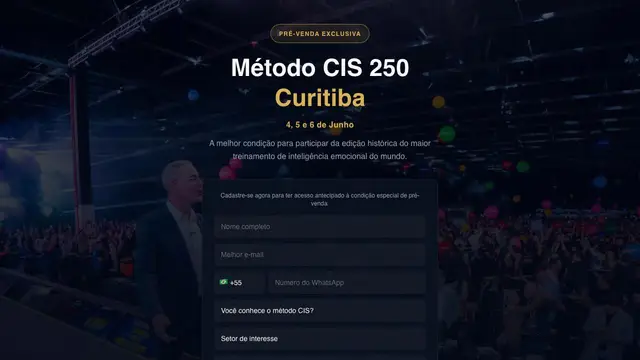 PRÉ-VENDA EXCLUSIVA
Método CIS 250
Curitiba
4, 5 e 6 de Junho
A melhor condição para participar da edição histórica do maior
treinamento de inteligência emocional do mundo.
Cadastre-se agora para ter acesso antecipado à condição especial de pré-
venda
Nome completo
Melhor e-mail
+55 Número do WhatsApp
Você conhece o método CIS?
Setor de interesse